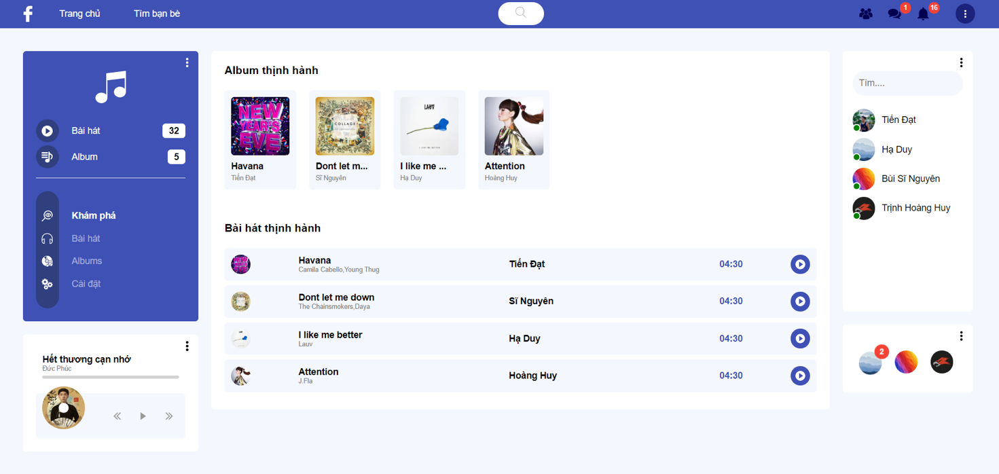 f
Trang chủ
Tìm bạn bè
1
16
Bài hát
32
Album
5
Khám phá
Bài hát
Albums
Cài đặt
Hết thương cạn nhớ
Đức Phúc
Album thịnh hành
NEW YEAR'S EVE
Havana
Tiến Đạt
COLLAGE
Dont let m...
Sĩ Nguyên
LAUV
I LIKE ME BETTER
I like me ...
Hạ Duy
Attention
Hoàng Huy
Bài hát thịnh hành
Havana
Camila Cabello,Young Thug
Tiến Đạt
04:30
Dont let me down
The Chainsmokers,Daya
Sĩ Nguyên
04:30
I like me better
Lauv
Hạ Duy
04:30
Attention
J.Fla
Hoàng Huy
04:30
Tìm....
Tiến Đạt
Hạ Duy
Bùi Sĩ Nguyên
Trịnh Hoàng Huy
2